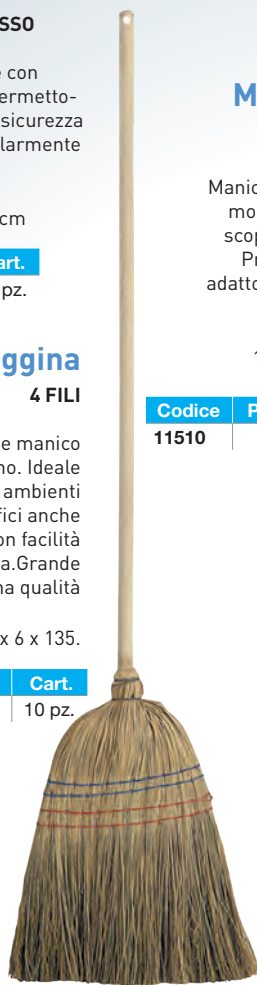 SSO
con
ermetto-
sicurezza
larmente
cm
art.
pz.
ggina
4 FILI
e manico
no. Ideale
ambienti
fici anche
on facilità
a.Grande
na qualità
x 6 x 135.
Cart.
10 pz.
M
Manic
mo
scop
Pr
adatto
1
Codice P
11510